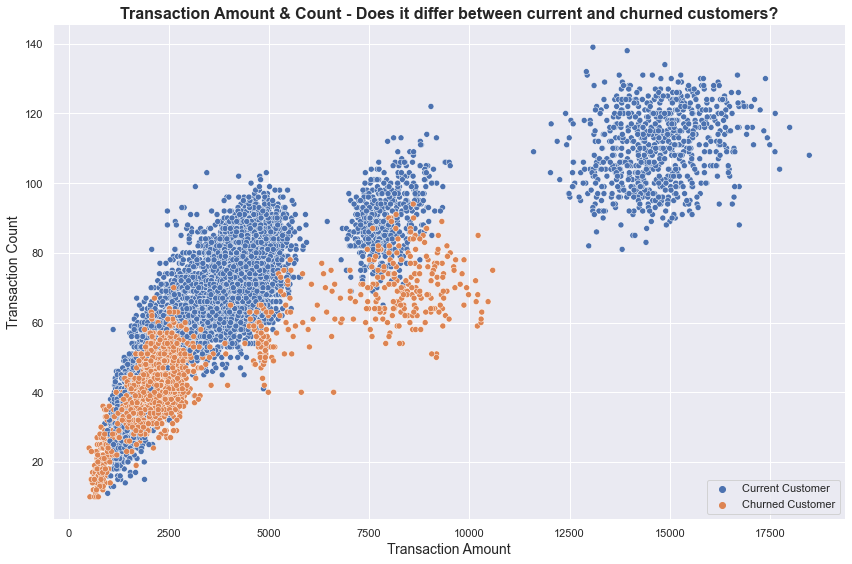 Transaction Amount & Count - Does it differ between current and churned customers?
140
120
100
80
60
40
20
Transaction Count
0 2500 5000 7500 10000 12500 15000 17500
Transaction Amount
Current Customer
Churned Customer